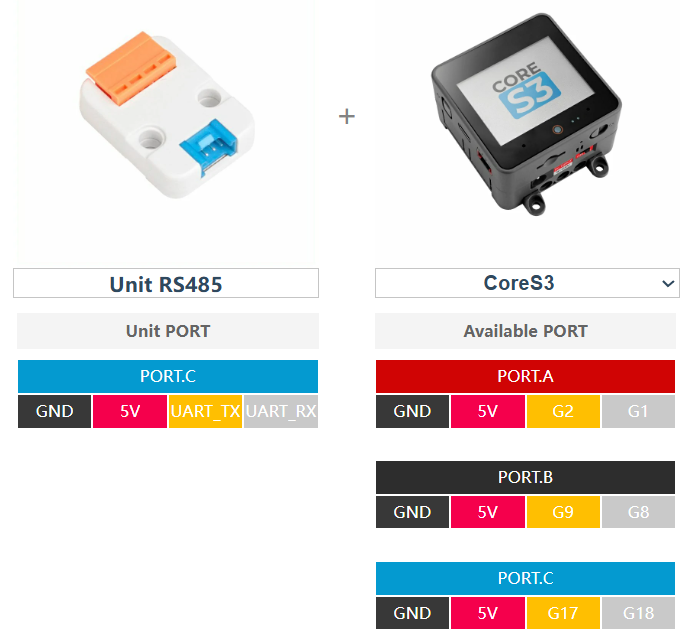 CORE
S3
+
Unit RS485
CoreS3
Unit PORT
Available PORT
PORT.C
GND 5V UART_TX UART_RX
PORT.A
GND 5V G2 G1
PORT.B
GND 5V G9 G8
PORT.C
GND 5V G17 G18